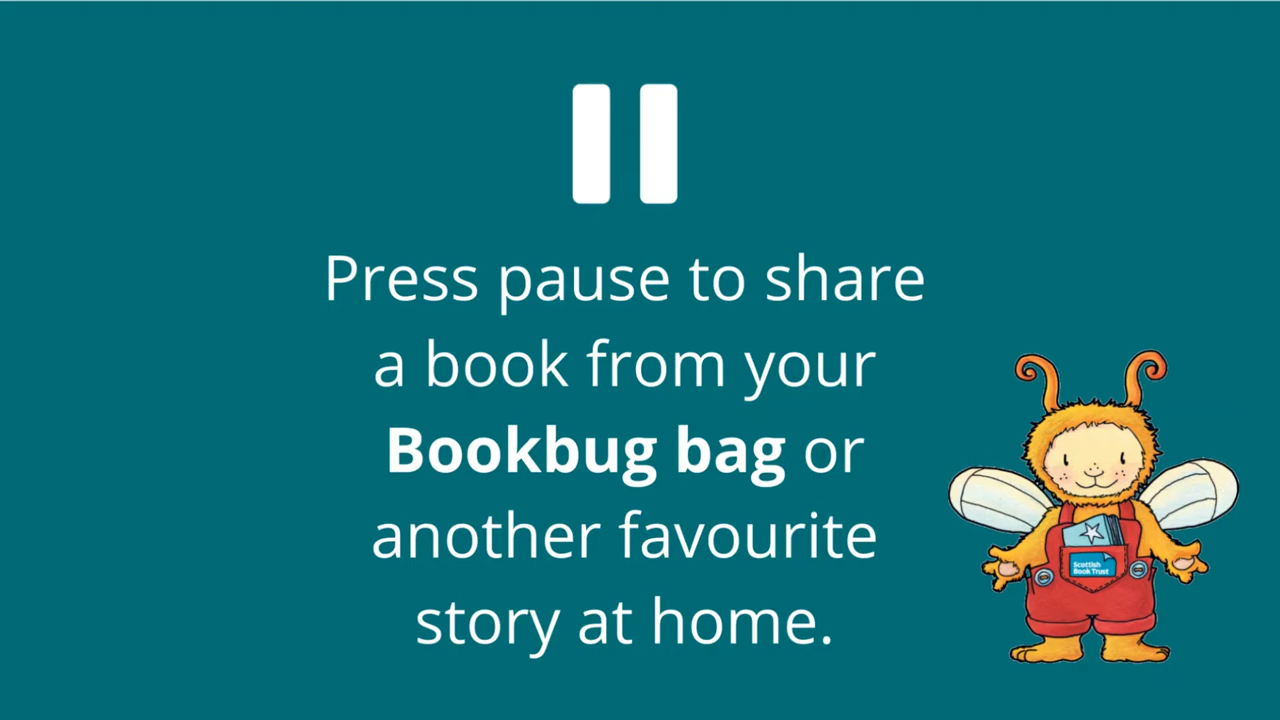 Press pause to share
a book from your
Bookbug bag or
another favourite
story at home.
Scottish
Book Trust